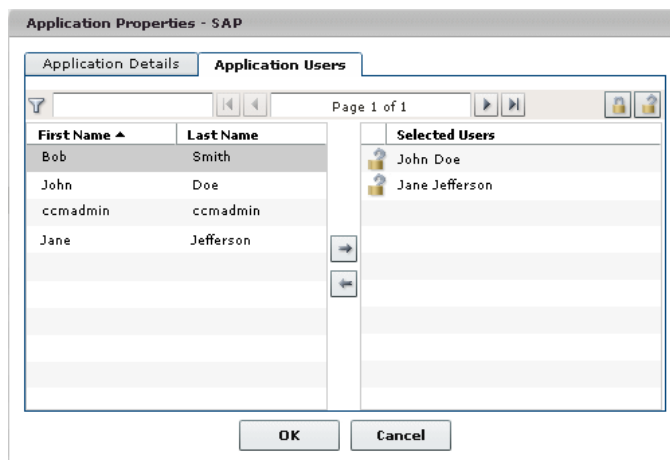 Application Properties - SAP
Application Details Application Users
Page 1 of 1
First Name Last Name Selected Users
Bob Smith John Doe
John Doe Jane Jefferson
ccmadmin ccmadmin
Jane Jefferson
OK Cancel